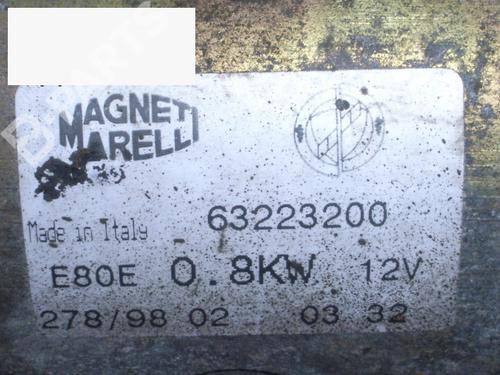 MAGNETI
MARELLI
Made in Italy
63223200
E80E 0.8KW 12V
278/98 02 03 32